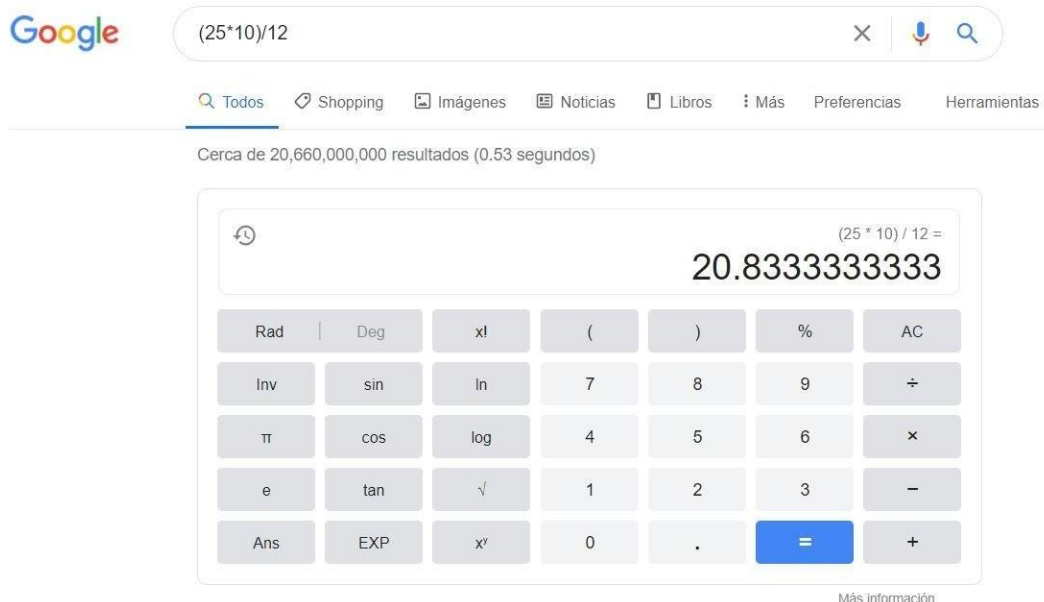 Google (25*10)/12
Todos Shopping Imágenes Noticias Libros Más Preferencias Herramientas
Cerca de 20,660,000,000 resultados (0.53 segundos)
(25 * 10) / 12 =
20.8333333333
Rad | Deg x! ( ) % AC
Inv sin ln 7 8 9 ÷
π cos log 4 5 6 ×
e tan √ 1 2 3 −
Ans EXP xʸ 0 . = +
Más información